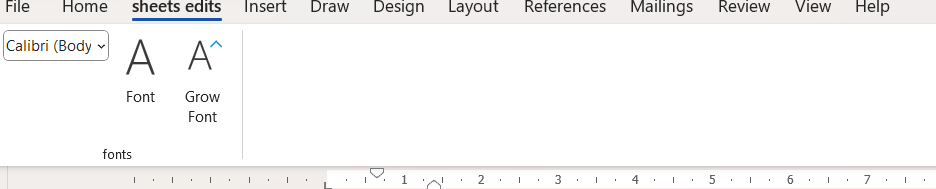 File Home sheets edits Insert Draw Design Layout References Mailings Review View Help
Calibri (Body
Font
Grow
Font
fonts
1 2 3 4 5 6 7